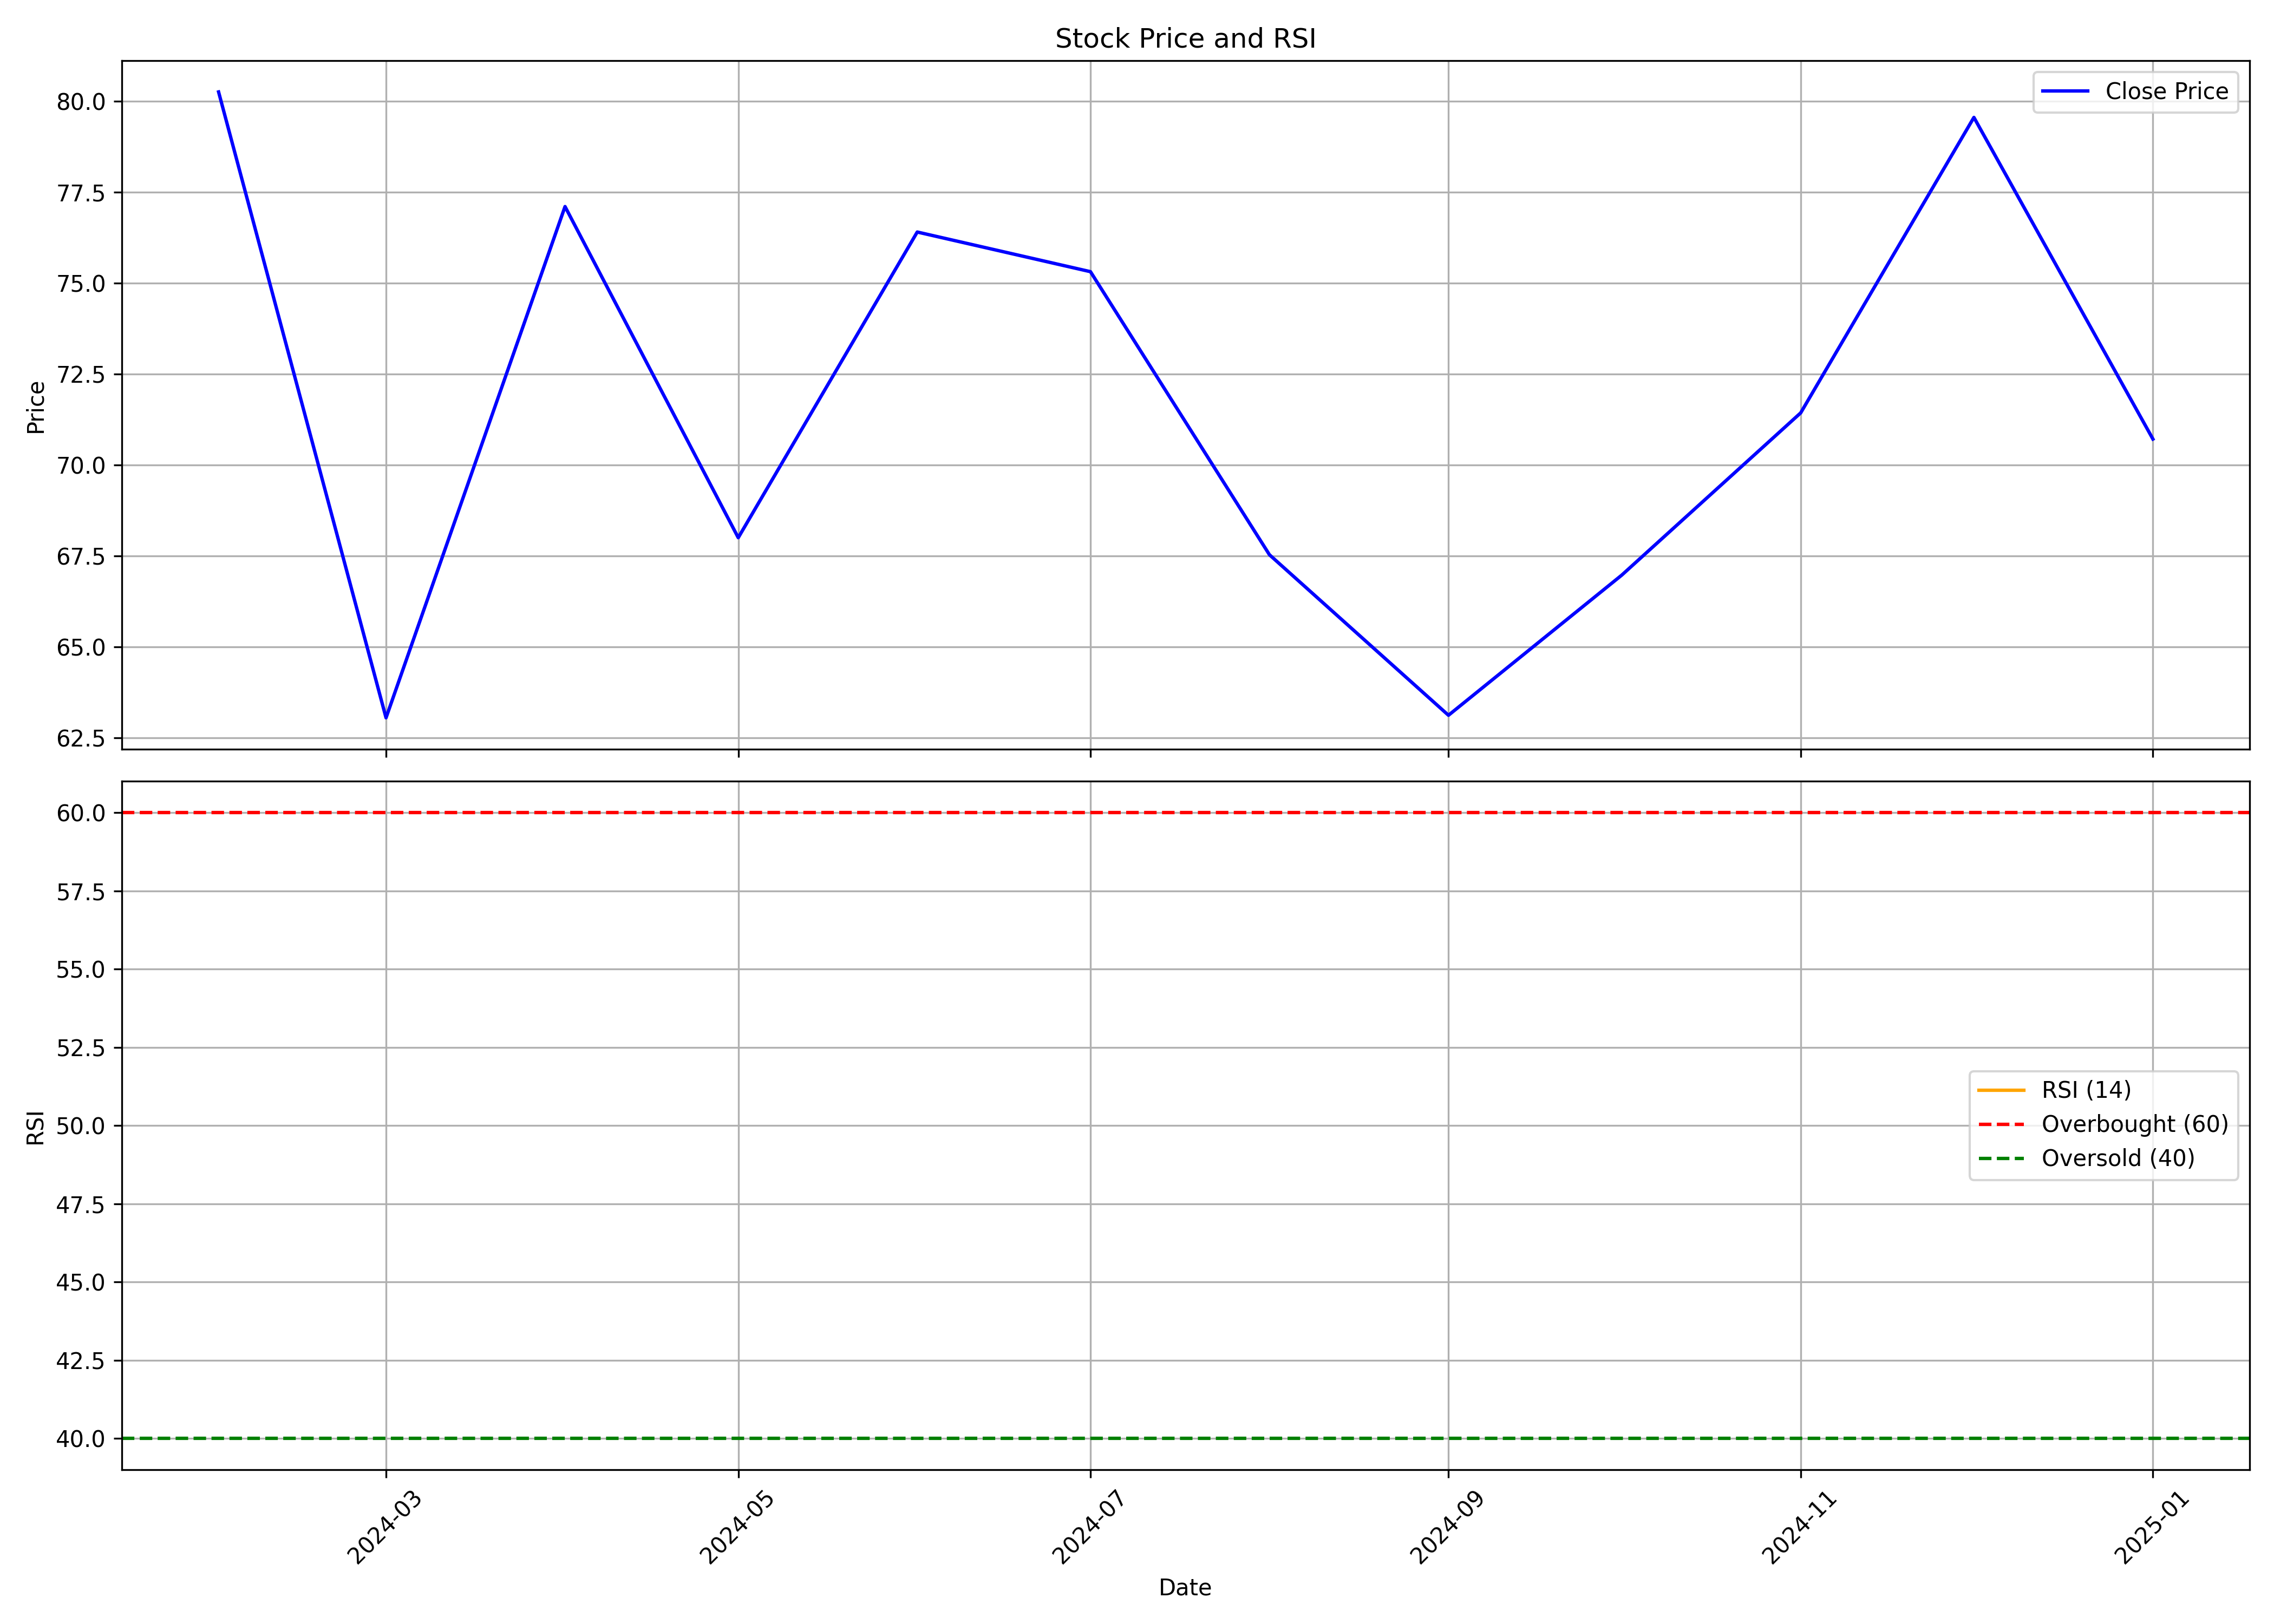 Stock Price and RSI
Close Price
80.0
77.5
75.0
72.5
70.0
67.5
65.0
62.5
Price
60.0
57.5
55.0
52.5
50.0
47.5
45.0
42.5
40.0
RSI
RSI (14)
Overbought (60)
Oversold (40)
2024-03
2024-05
2024-07
2024-09
2024-11
2025-01
Date